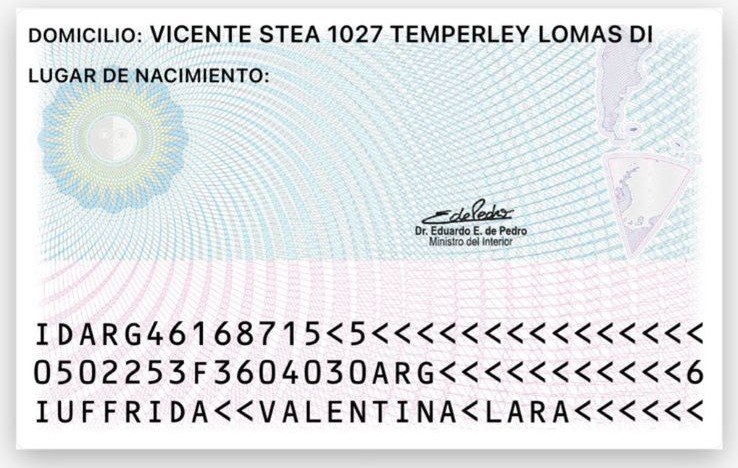 DOMICILIO: VICENTE STEA 1027 TEMPERLEY LOMAS DI
LUGAR DE NACIMIENTO:
Dr. Eduardo E. de Pedro
Ministro del Interior
IDARG46168715<5<<<<<<<<<<<<<<<
0502253F3604030ARG<<<<<<<<<<<6
IUFFRIDA<<VALENTINA<LARA<<<<<<